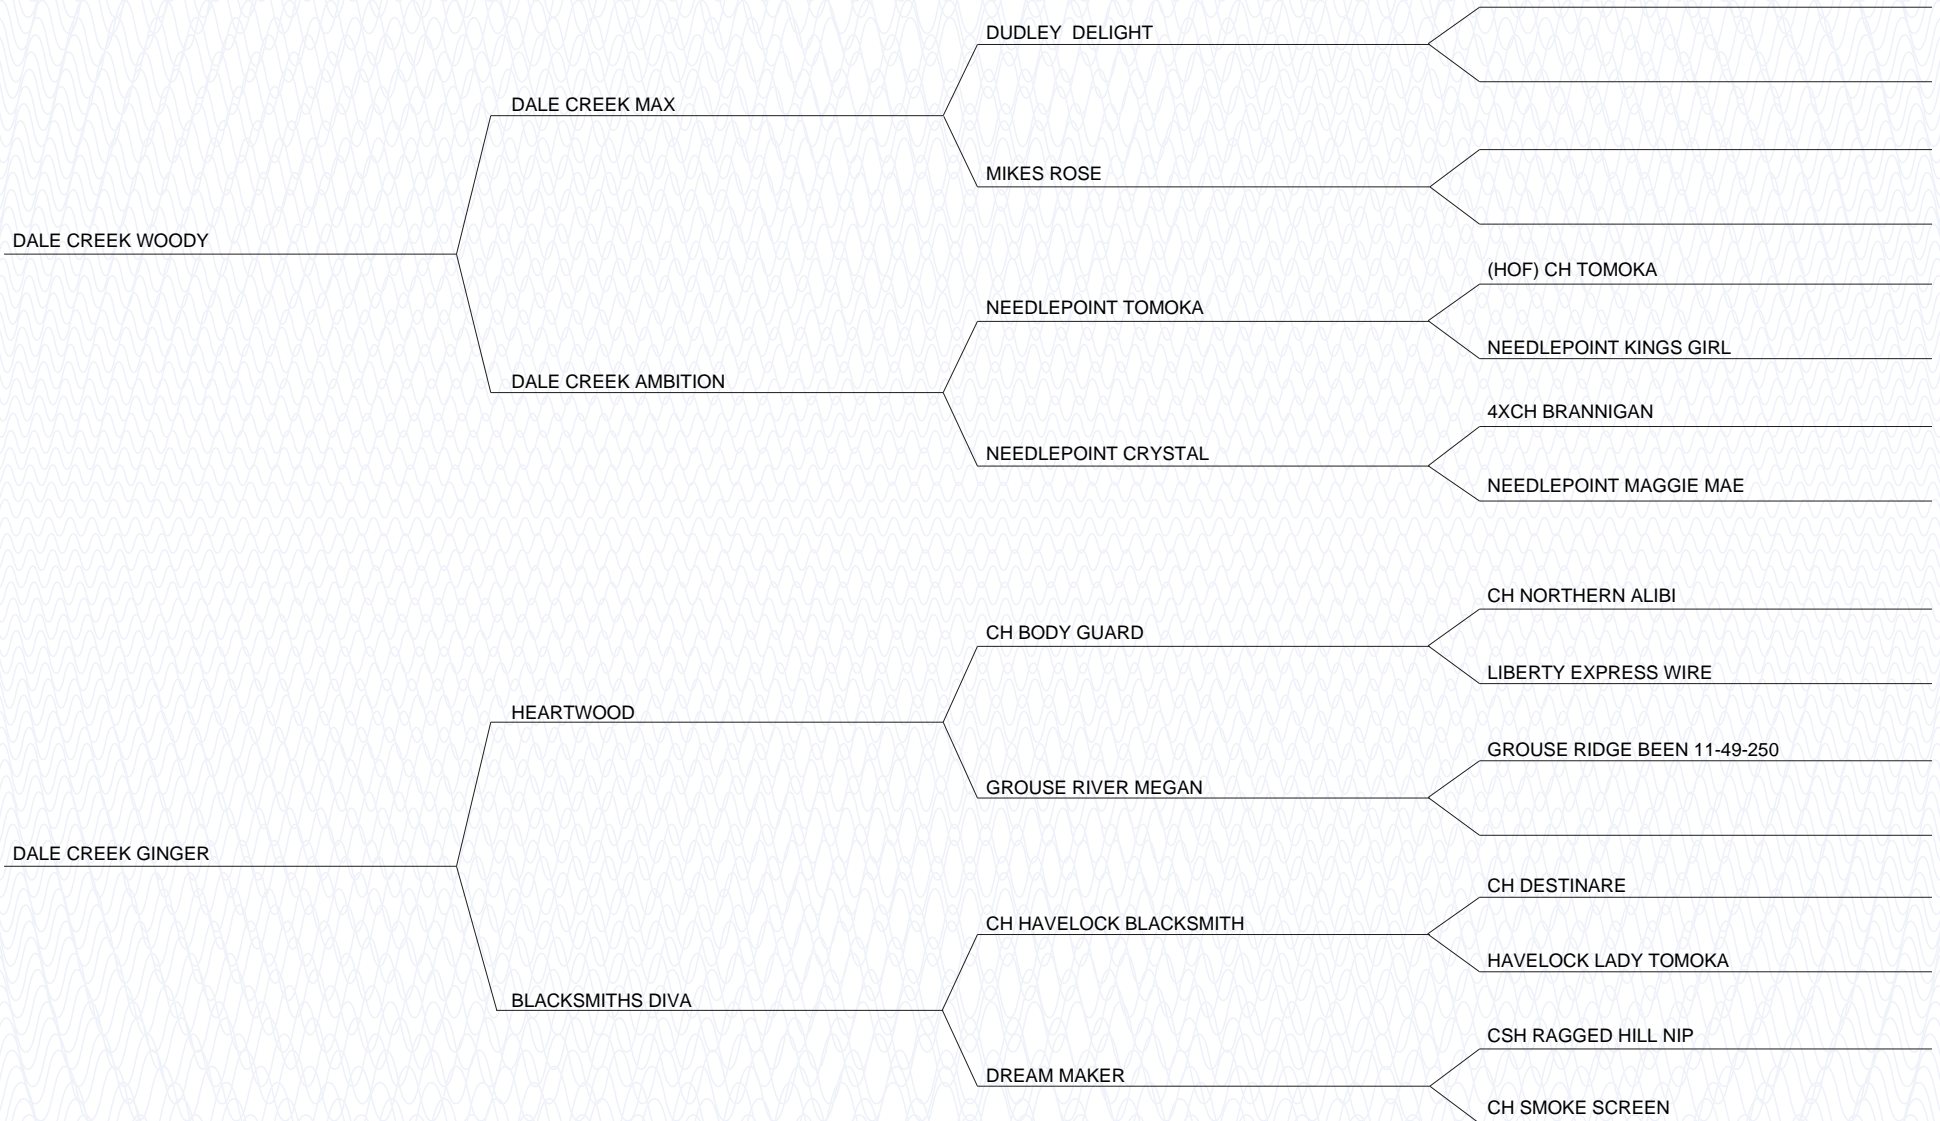 DUDLEY  DELIGHT
DALE CREEK MAX
MIKES ROSE
DALE CREEK WOODY
(HOF) CH TOMOKA
NEEDLEPOINT TOMOKA
NEEDLEPOINT KINGS GIRL
DALE CREEK AMBITION
4XCH BRANNIGAN
NEEDLEPOINT CRYSTAL
NEEDLEPOINT MAGGIE MAE
CH NORTHERN ALIBI
CH BODY GUARD
LIBERTY EXPRESS WIRE
HEARTWOOD
GROUSE RIDGE BEEN 11-49-250
GROUSE RIVER MEGAN
DALE CREEK GINGER
CH DESTINARE
CH HAVELOCK BLACKSMITH
HAVELOCK LADY TOMOKA
BLACKSMITHS DIVA
CSH RAGGED HILL NIP
DREAM MAKER
CH SMOKE SCREEN